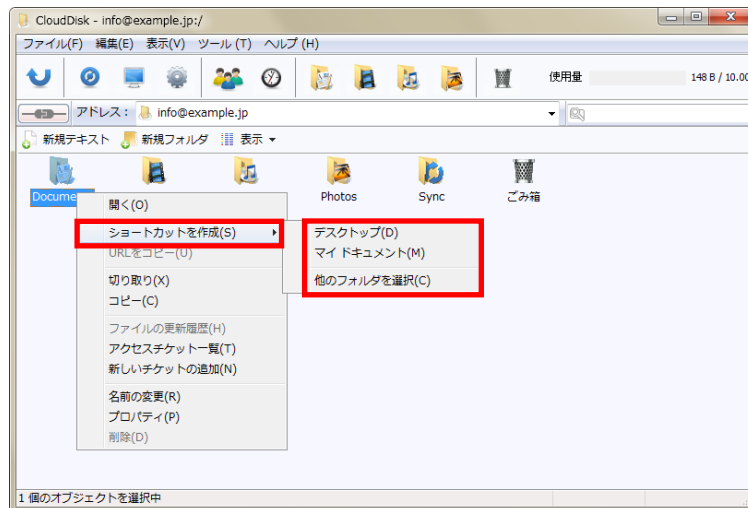 CloudDisk - info@example.jp:/
ファイル(F) 編集(E) 表示(V) ツール (T) ヘルプ (H)
使用量 148 B / 10.00
アドレス： info@example.jp
新規テキスト 新規フォルダ 表示
Docume Photos Sync ごみ箱
開く(O)
ショートカットを作成(S)
URLをコピー(U)
切り取り(X)
コピー(C)
ファイルの更新履歴(H)
アクセスチケット一覧(T)
新しいチケットの追加(N)
名前の変更(R)
プロパティ(P)
削除(D)
デスクトップ(D)
マイ ドキュメント(M)
他のフォルダを選択(C)
1 個のオブジェクトを選択中